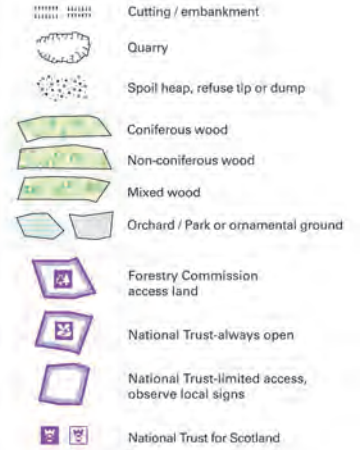 Cutting / embankment
Quarry
Spoil heap, refuse tip or dump
Coniferous wood
Non-coniferous wood
Mixed wood
Orchard / Park or ornamental ground
Forestry Commission
access land
National Trust-always open
National Trust-limited access,
observe local signs
National Trust for Scotland